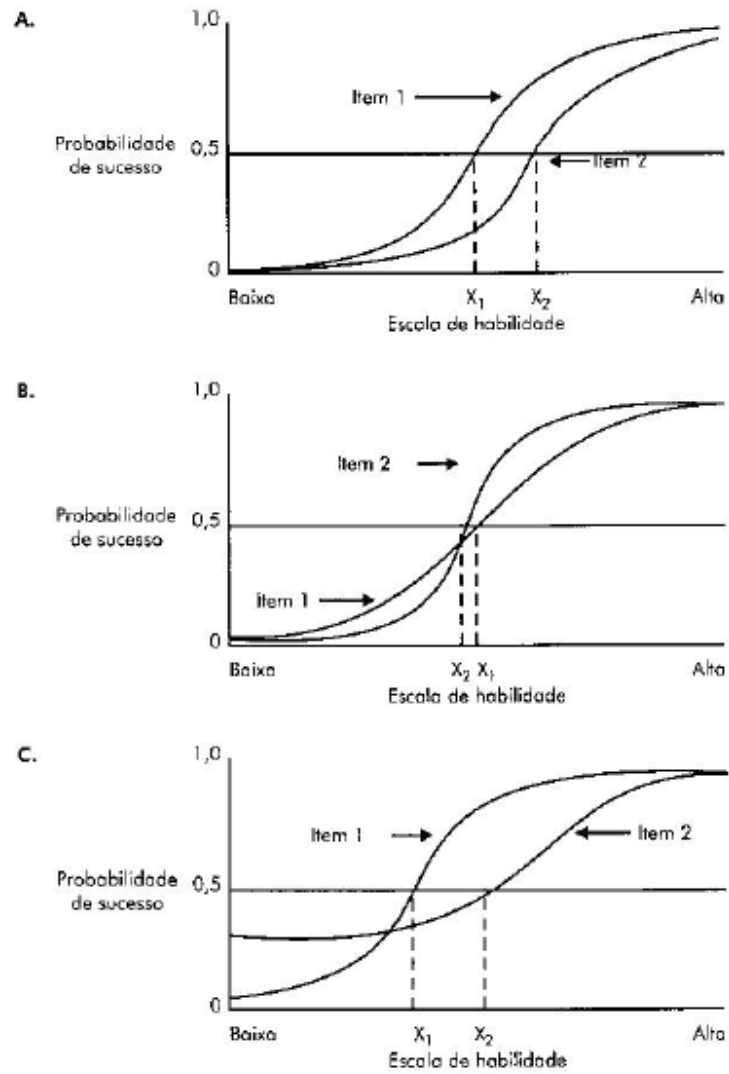 A.
1,0
Item 1
Probabilidade
de sucesso
0,5
Item 2
0
Baixa
X1
X2
Alta
Escala de habilidade
B.
1,0
Item 2
Probabilidade
de sucesso
0,5
Item 1
0
Baixa
X2 X1
Alta
Escala de habilidade
C.
1,0
Item 1
Item 2
Probabilidade
de sucesso
0,5
0
Baixa
X1
X2
Alta
Escala de habilidade